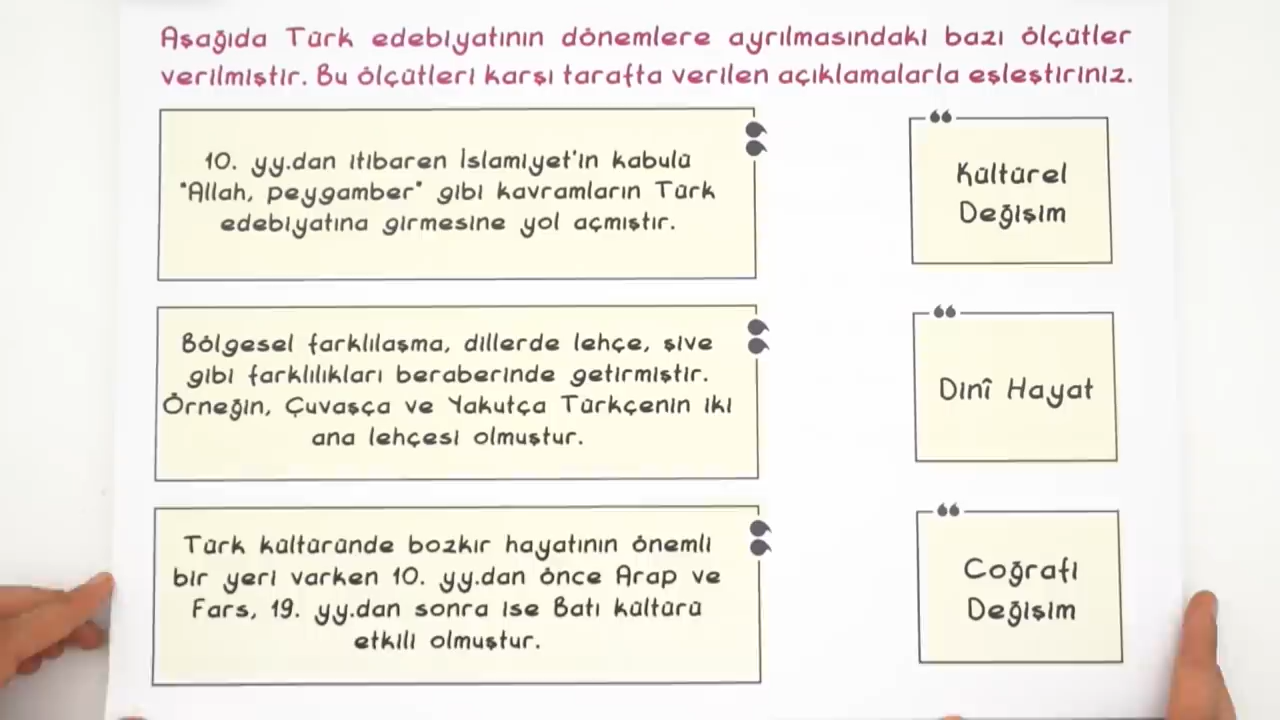 Aşağıda Türk edebiyatının dönemlere ayrılmasındaki bazı ölçütler
verilmiştir. Bu ölçütleri karşı tarafta verilen açıklamalarla eşleştiriniz.
10. yy.dan itibaren İslamiyet'in kabulü
"Allah, peygamber" gibi kavramların Türk
edebiyatına girmesine yol açmıştır.
Kültürel
Değişim
Bölgesel farklılaşma, dillerde lehçe, şive
gibi farklılıkları beraberinde getirmiştir.
Örneğin, Çuvaşça ve Yakutça Türkçenin iki
ana lehçesi olmuştur.
Dinî Hayat
Türk kültüründe bozkır hayatının önemli
bir yeri varken 10. yy.dan önce Arap ve
Fars, 19. yy.dan sonra ise Batı kültürü
etkili olmuştur.
Coğrafi
Değişim